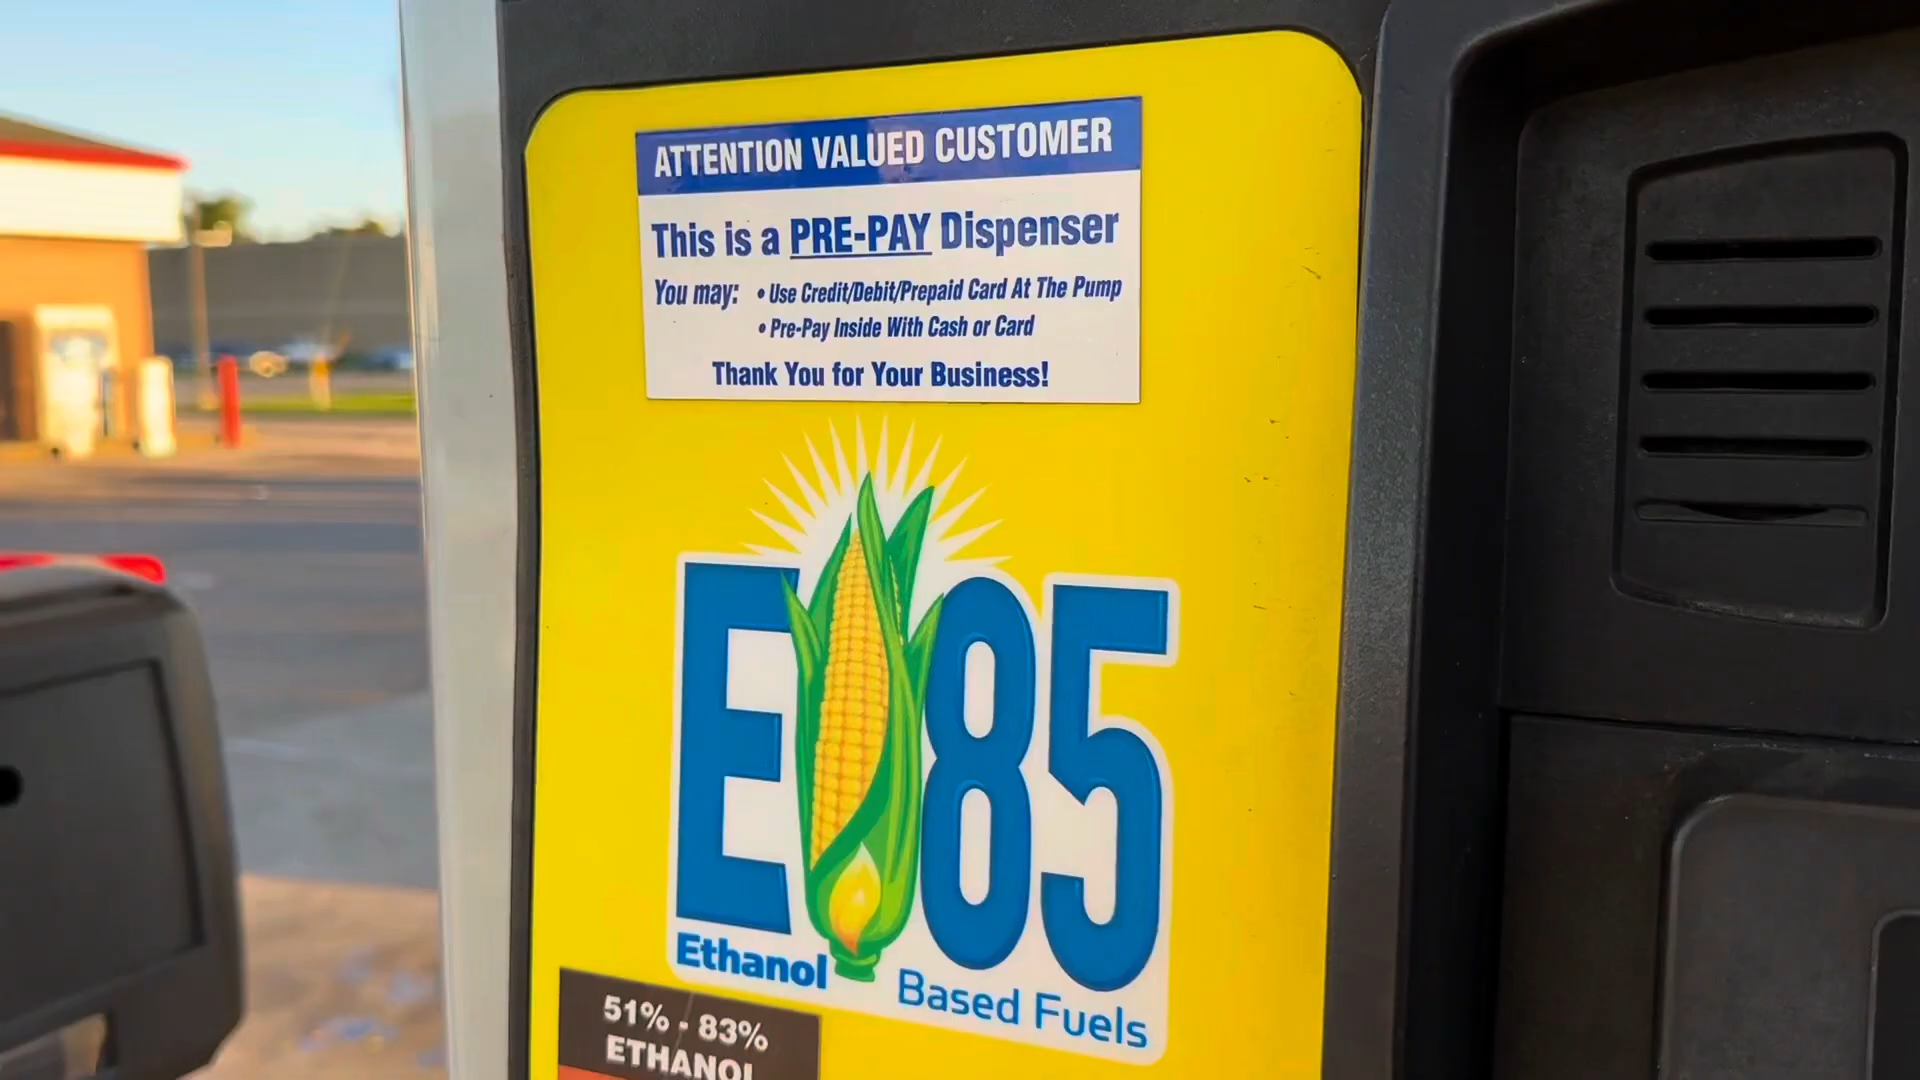 ATTENTION VALUED CUSTOMER
This is a PRE-PAY Dispenser
You may: • Use Credit/Debit/Prepaid Card At The Pump
• Pre-Pay Inside With Cash or Card
Thank You for Your Business!
E85
Ethanol Based Fuels
51% - 83%
ETHANOL